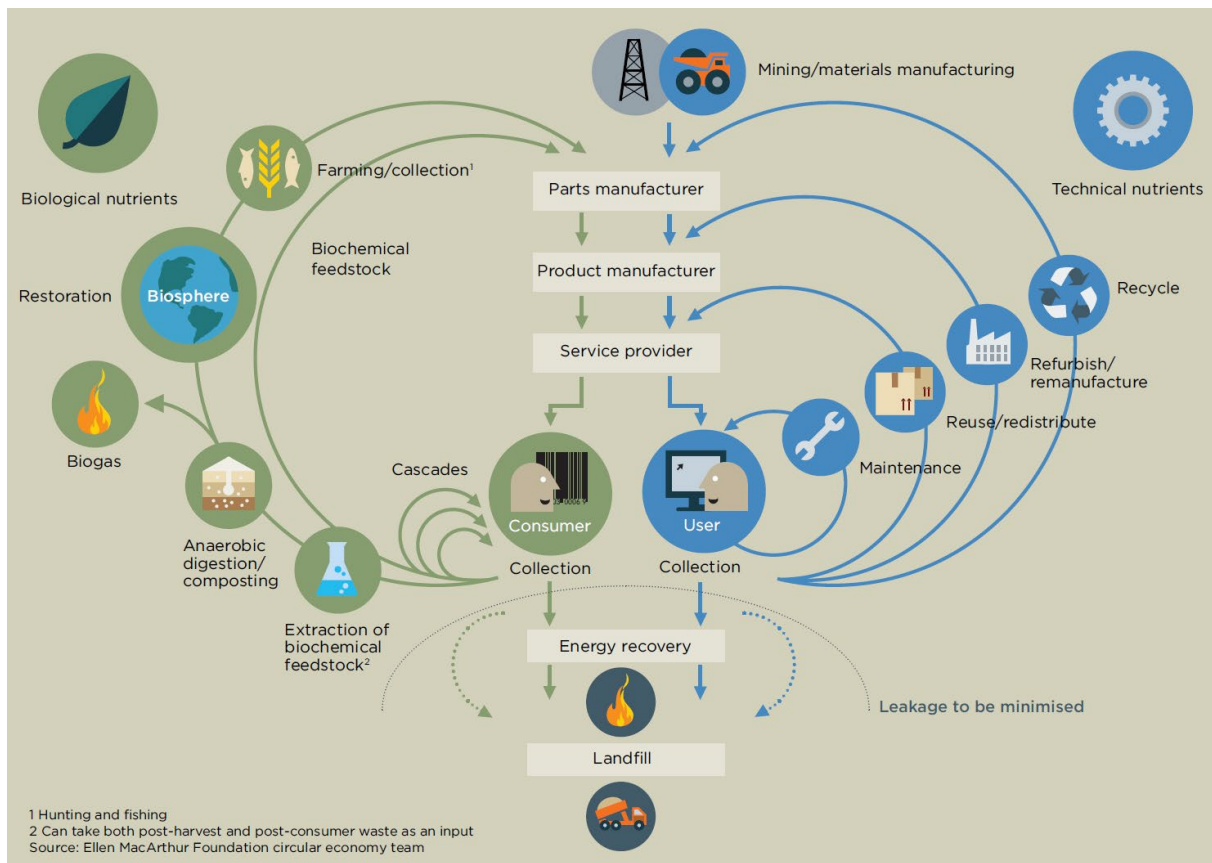 Mining/materials manufacturing
Biological nutrients
Technical nutrients
Farming/collection¹
Parts manufacturer
Biochemical
feedstock
Product manufacturer
Restoration
Biosphere
Recycle
Service provider
Refurbish/
remanufacture
Reuse/redistribute
Biogas
Cascades
Maintenance
Consumer
User
Anaerobic
digestion/
composting
Collection
Collection
Extraction of
biochemical
feedstock²
Energy recovery
Leakage to be minimised
Landfill
1 Hunting and fishing
2 Can take both post-harvest and post-consumer waste as an input
Source: Ellen MacArthur Foundation circular economy team